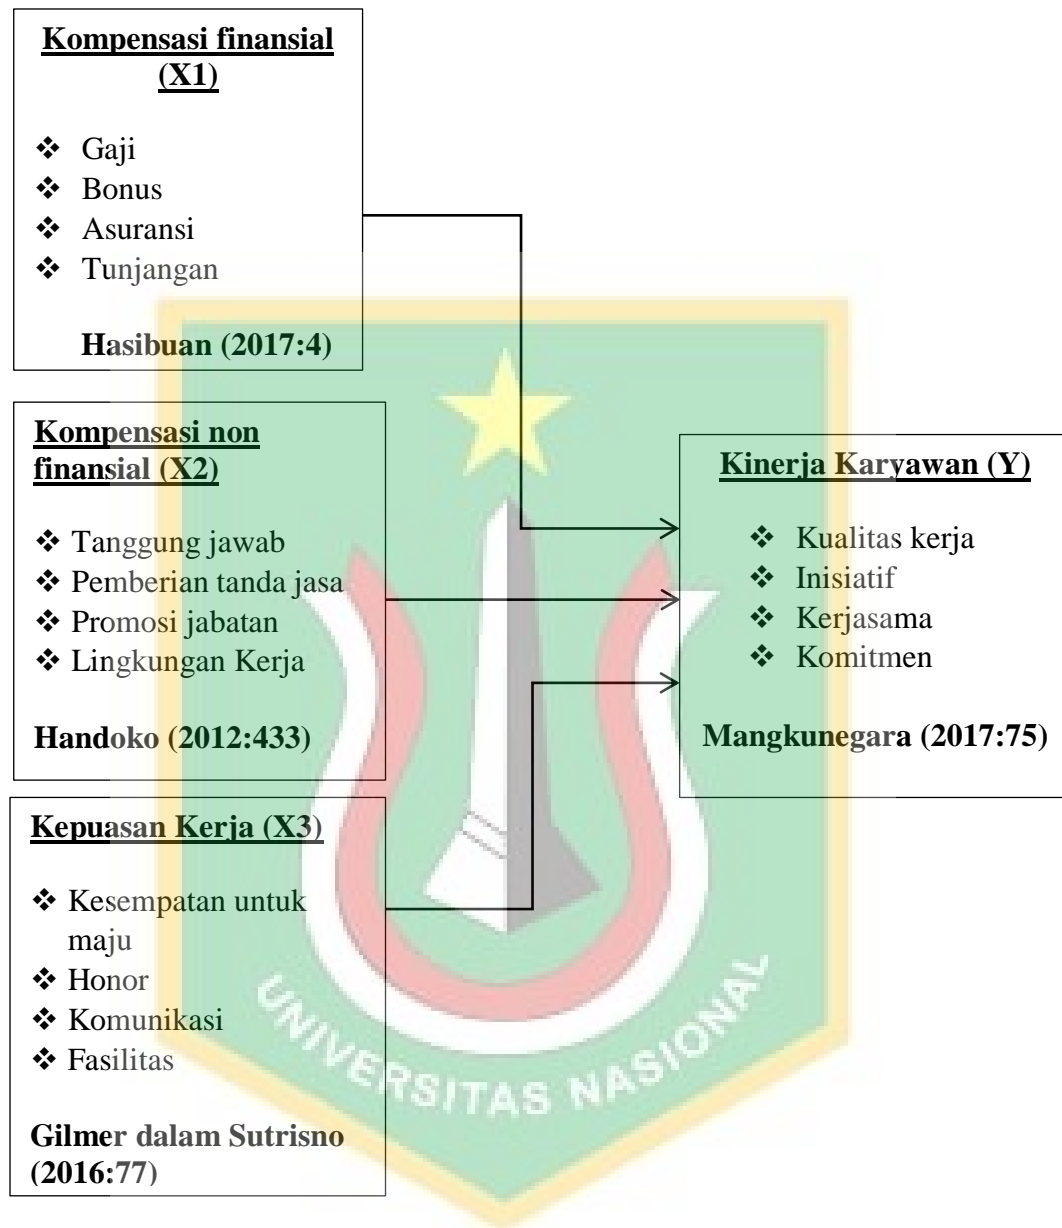 Kompensasi finansial
(X1)
❖ Gaji
❖ Bonus
❖ Asuransi
❖ Tunjangan
Hasibuan (2017:4)
Kompensasi non
finansial (X2)
❖ Tanggung jawab
❖ Pemberian tanda jasa
❖ Promosi jabatan
❖ Lingkungan Kerja
Handoko (2012:433)
Kepuasan Kerja (X3)
❖ Kesempatan untuk
maju
❖ Honor
❖ Komunikasi
❖ Fasilitas
Gilmer dalam Sutrisno
(2016:77)
Kinerja Karyawan (Y)
❖ Kualitas kerja
❖ Inisiatif
❖ Kerjasama
❖ Komitmen
Mangkunegara (2017:75)
UNIVERSITAS NASIONAL